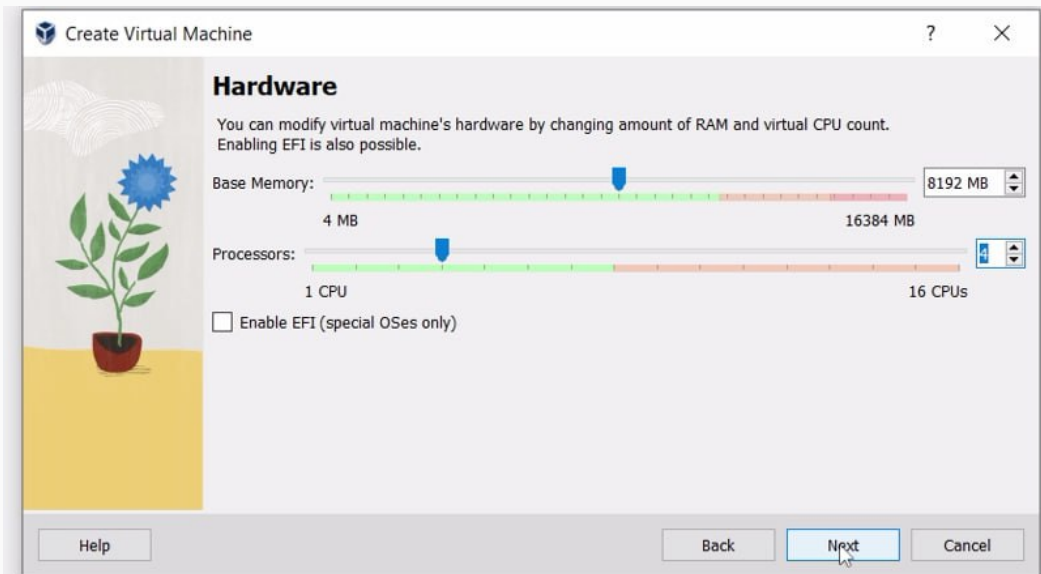 Create Virtual Machine ?
Hardware
You can modify virtual machine's hardware by changing amount of RAM and virtual CPU count.
Enabling EFI is also possible.
Base Memory: 8192 MB
4 MB 16384 MB
Processors: 4
1 CPU 16 CPUs
Enable EFI (special OSes only)
Help Back Next Cancel